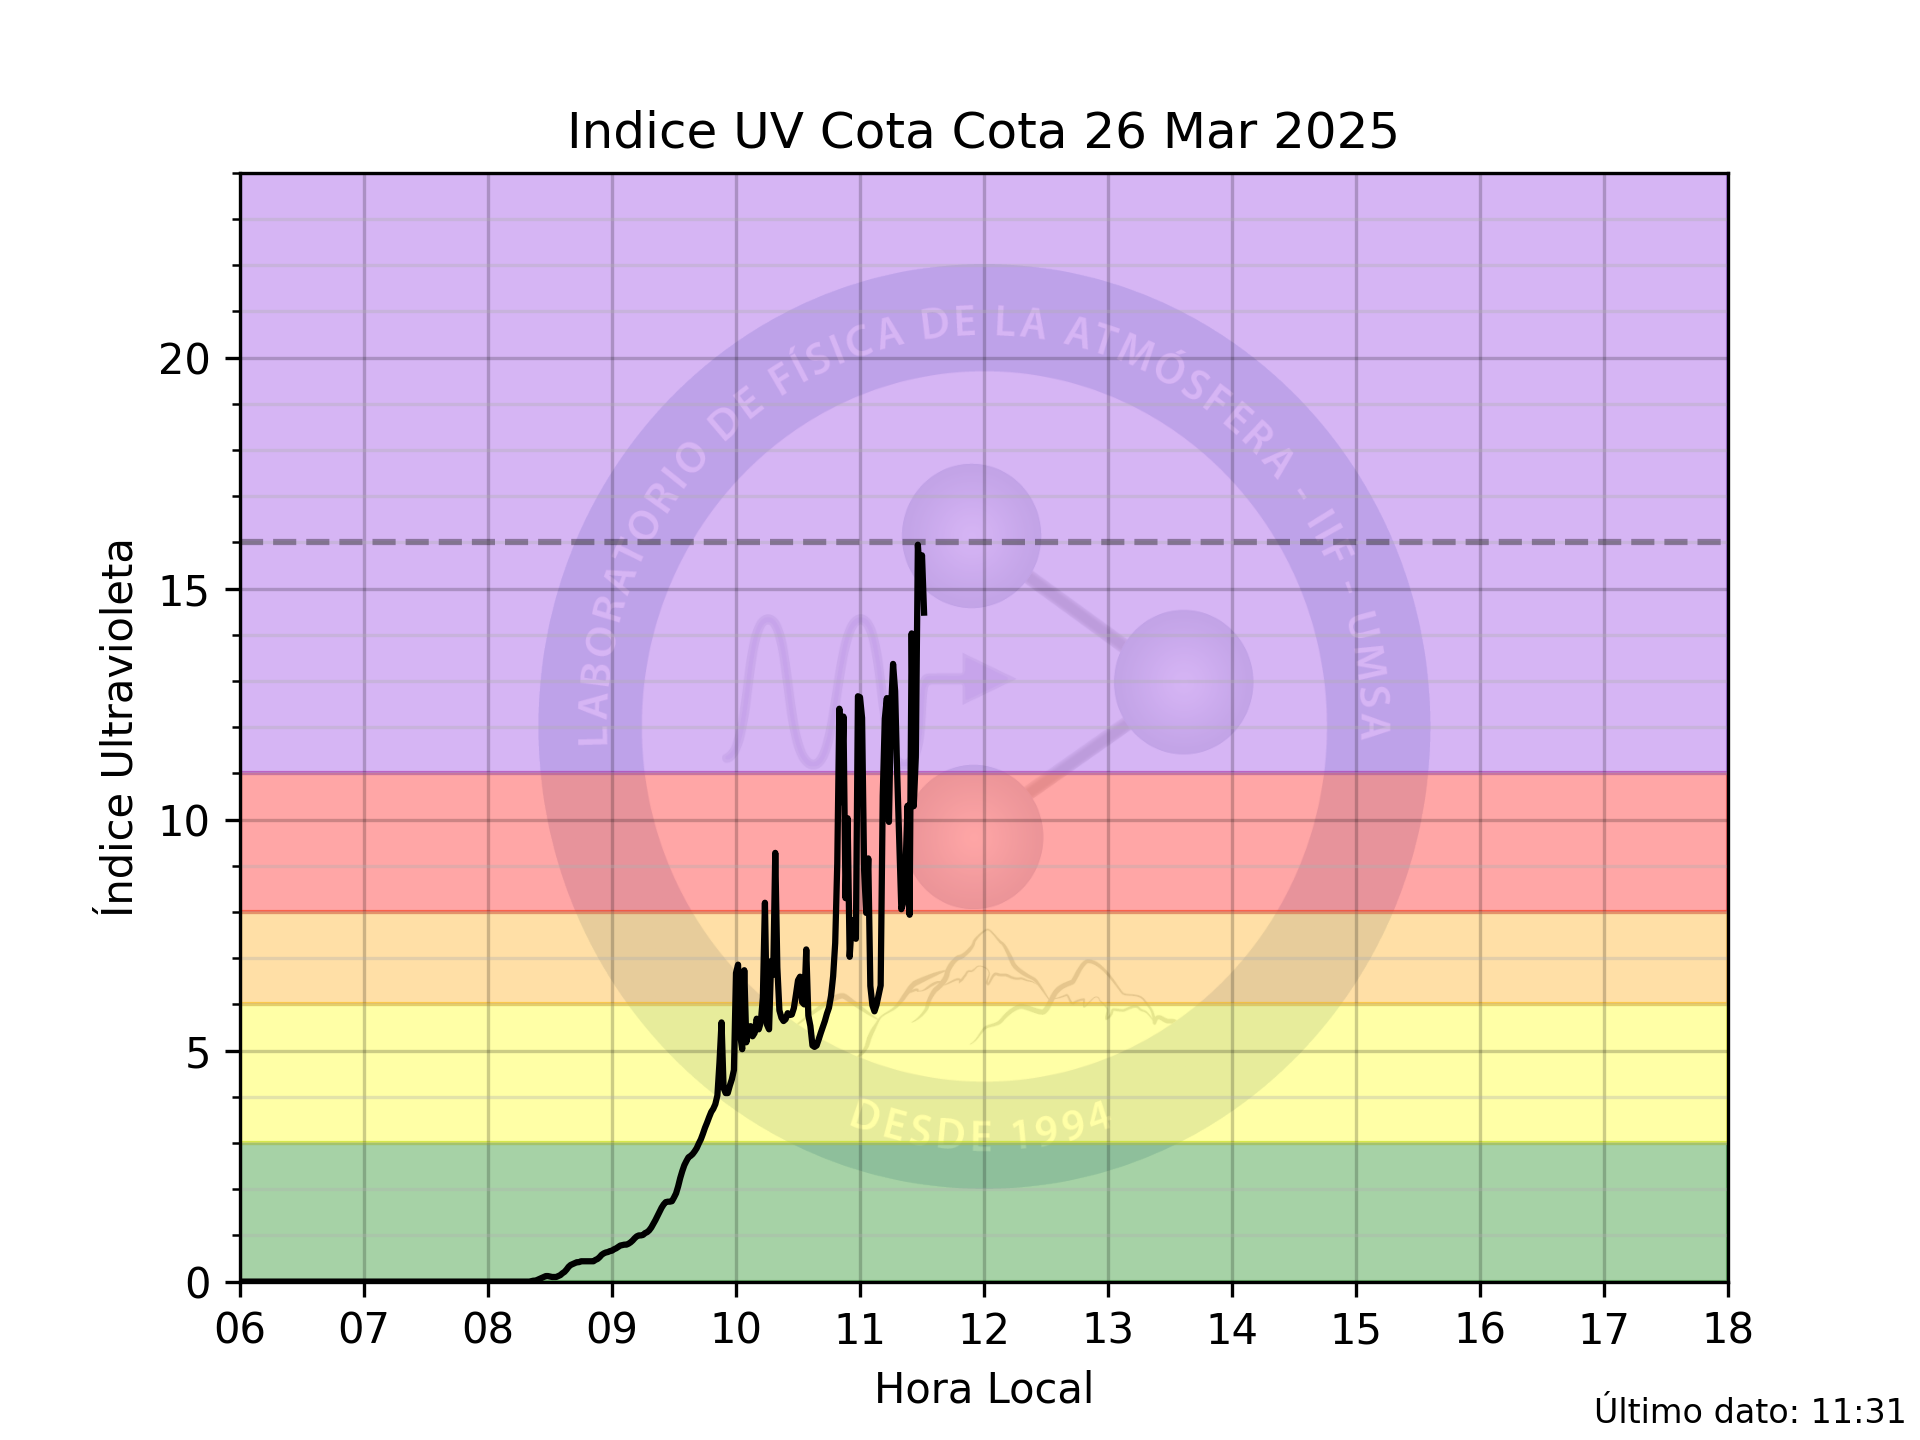 Indice UV Cota Cota 26 Mar 2025
Índice Ultravioleta
20
15
10
5
0
LABORATORIO DE FÍSICA DE LA ATMÓSFERA - IIF - UMSA
DESDE 1994
06 07 08 09 10 11 12 13 14 15 16 17 18
Hora Local
Último dato: 11:31